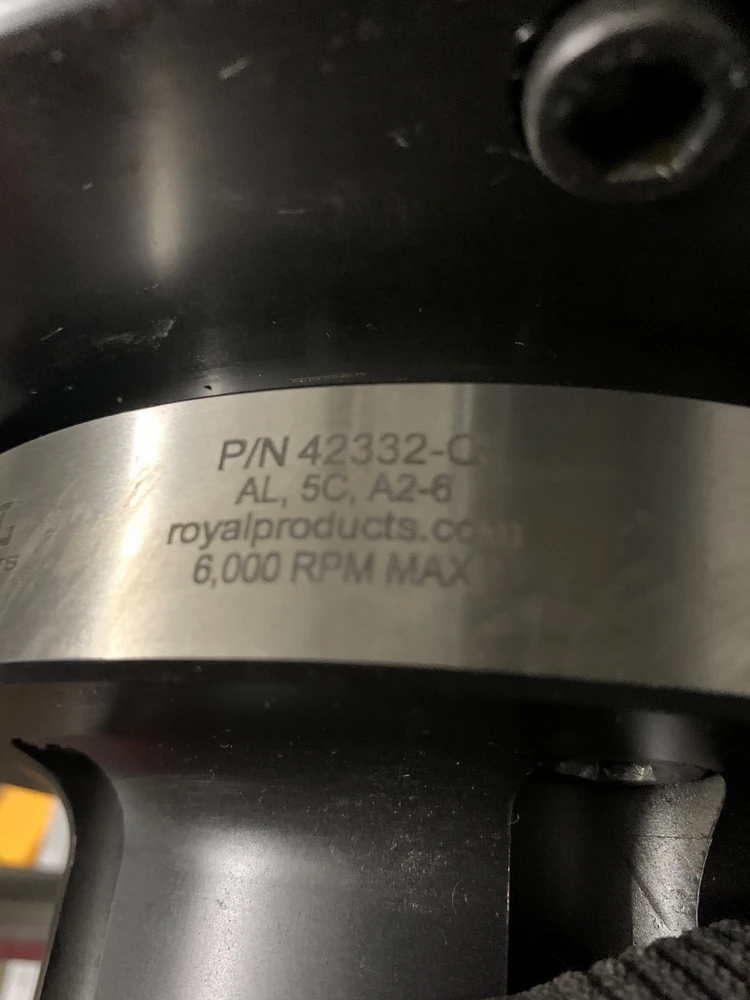 P/N 42332-C
AL, 5C, A2-6
royalproducts.com
6,000 RPM MAX